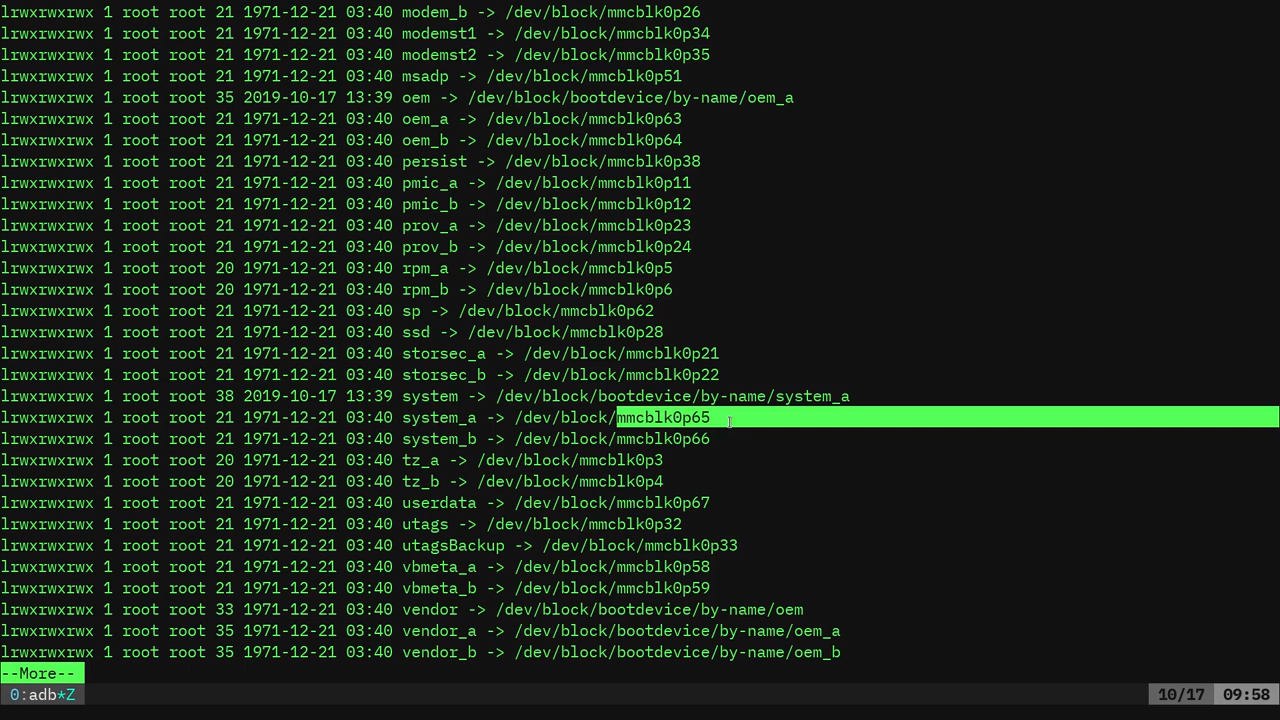 lrwxrwxrwx 1 root root 21 1971-12-21 03:40 modem_b -> /dev/block/mmcblk0p26
lrwxrwxrwx 1 root root 21 1971-12-21 03:40 modemst1 -> /dev/block/mmcblk0p34
lrwxrwxrwx 1 root root 21 1971-12-21 03:40 modemst2 -> /dev/block/mmcblk0p35
lrwxrwxrwx 1 root root 21 1971-12-21 03:40 msadp -> /dev/block/mmcblk0p51
lrwxrwxrwx 1 root root 35 2019-10-17 13:39 oem -> /dev/block/bootdevice/by-name/oem_a
lrwxrwxrwx 1 root root 21 1971-12-21 03:40 oem_a -> /dev/block/mmcblk0p63
lrwxrwxrwx 1 root root 21 1971-12-21 03:40 oem_b -> /dev/block/mmcblk0p64
lrwxrwxrwx 1 root root 21 1971-12-21 03:40 persist -> /dev/block/mmcblk0p38
lrwxrwxrwx 1 root root 21 1971-12-21 03:40 pmic_a -> /dev/block/mmcblk0p11
lrwxrwxrwx 1 root root 21 1971-12-21 03:40 pmic_b -> /dev/block/mmcblk0p12
lrwxrwxrwx 1 root root 21 1971-12-21 03:40 prov_a -> /dev/block/mmcblk0p23
lrwxrwxrwx 1 root root 21 1971-12-21 03:40 prov_b -> /dev/block/mmcblk0p24
lrwxrwxrwx 1 root root 20 1971-12-21 03:40 rpm_a -> /dev/block/mmcblk0p5
lrwxrwxrwx 1 root root 20 1971-12-21 03:40 rpm_b -> /dev/block/mmcblk0p6
lrwxrwxrwx 1 root root 21 1971-12-21 03:40 sp -> /dev/block/mmcblk0p62
lrwxrwxrwx 1 root root 21 1971-12-21 03:40 ssd -> /dev/block/mmcblk0p28
lrwxrwxrwx 1 root root 21 1971-12-21 03:40 storsec_a -> /dev/block/mmcblk0p21
lrwxrwxrwx 1 root root 21 1971-12-21 03:40 storsec_b -> /dev/block/mmcblk0p22
lrwxrwxrwx 1 root root 38 2019-10-17 13:39 system -> /dev/block/bootdevice/by-name/system_a
lrwxrwxrwx 1 root root 21 1971-12-21 03:40 system_a -> /dev/block/mmcblk0p65
lrwxrwxrwx 1 root root 21 1971-12-21 03:40 system_b -> /dev/block/mmcblk0p66
lrwxrwxrwx 1 root root 20 1971-12-21 03:40 tz_a -> /dev/block/mmcblk0p3
lrwxrwxrwx 1 root root 20 1971-12-21 03:40 tz_b -> /dev/block/mmcblk0p4
lrwxrwxrwx 1 root root 21 1971-12-21 03:40 userdata -> /dev/block/mmcblk0p67
lrwxrwxrwx 1 root root 21 1971-12-21 03:40 utags -> /dev/block/mmcblk0p32
lrwxrwxrwx 1 root root 21 1971-12-21 03:40 utagsBackup -> /dev/block/mmcblk0p33
lrwxrwxrwx 1 root root 21 1971-12-21 03:40 vbmeta_a -> /dev/block/mmcblk0p58
lrwxrwxrwx 1 root root 21 1971-12-21 03:40 vbmeta_b -> /dev/block/mmcblk0p59
lrwxrwxrwx 1 root root 33 1971-12-21 03:40 vendor -> /dev/block/bootdevice/by-name/oem
lrwxrwxrwx 1 root root 35 1971-12-21 03:40 vendor_a -> /dev/block/bootdevice/by-name/oem_a
lrwxrwxrwx 1 root root 35 1971-12-21 03:40 vendor_b -> /dev/block/bootdevice/by-name/oem_b
--More--
0:adb*Z 10/17 09:58